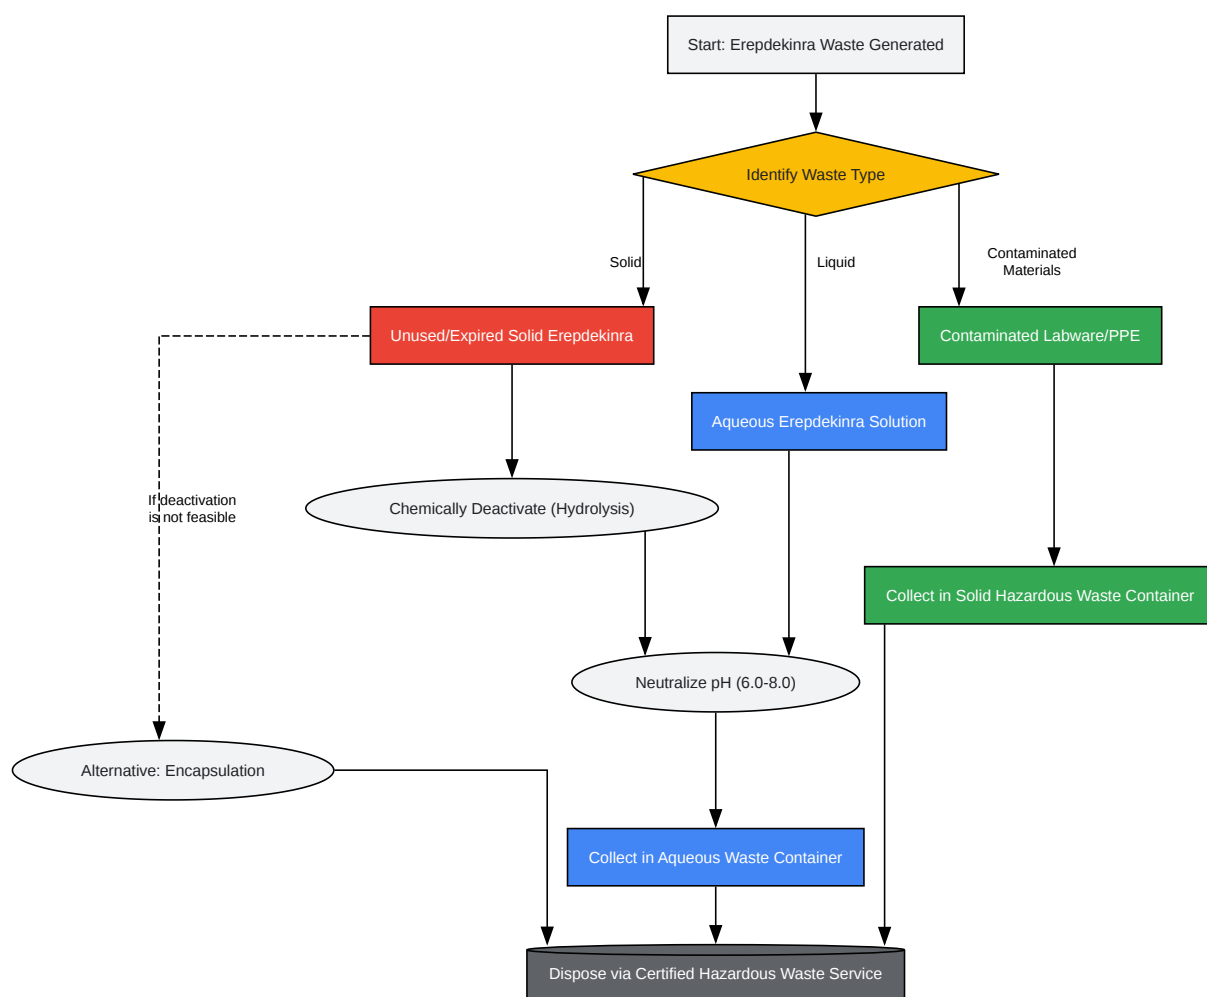 Start: Erepdekinra Waste Generated
Identify Waste Type
Solid
Liquid
Contaminated
Materials
Unused/Expired Solid Erepdekinra
Contaminated Labware/PPE
Aqueous Erepdekinra Solution
If deactivation
is not feasible
Chemically Deactivate (Hydrolysis)
Collect in Solid Hazardous Waste Container
Neutralize pH (6.0-8.0)
Alternative: Encapsulation
Collect in Aqueous Waste Container
Dispose via Certified Hazardous Waste Service